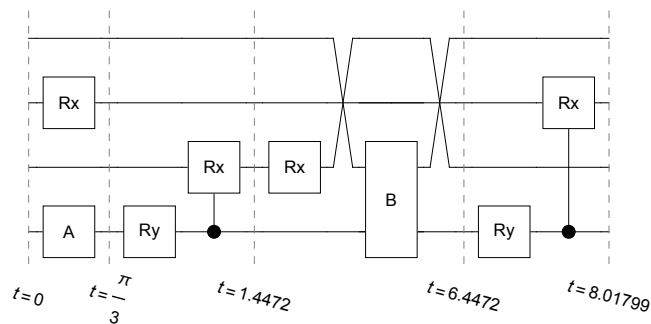 Rx
Rx
Rx
Rx
B
A
Ry
Ry
t=0
t=π/3
t=1.4472
t=6.4472
t=8.01799